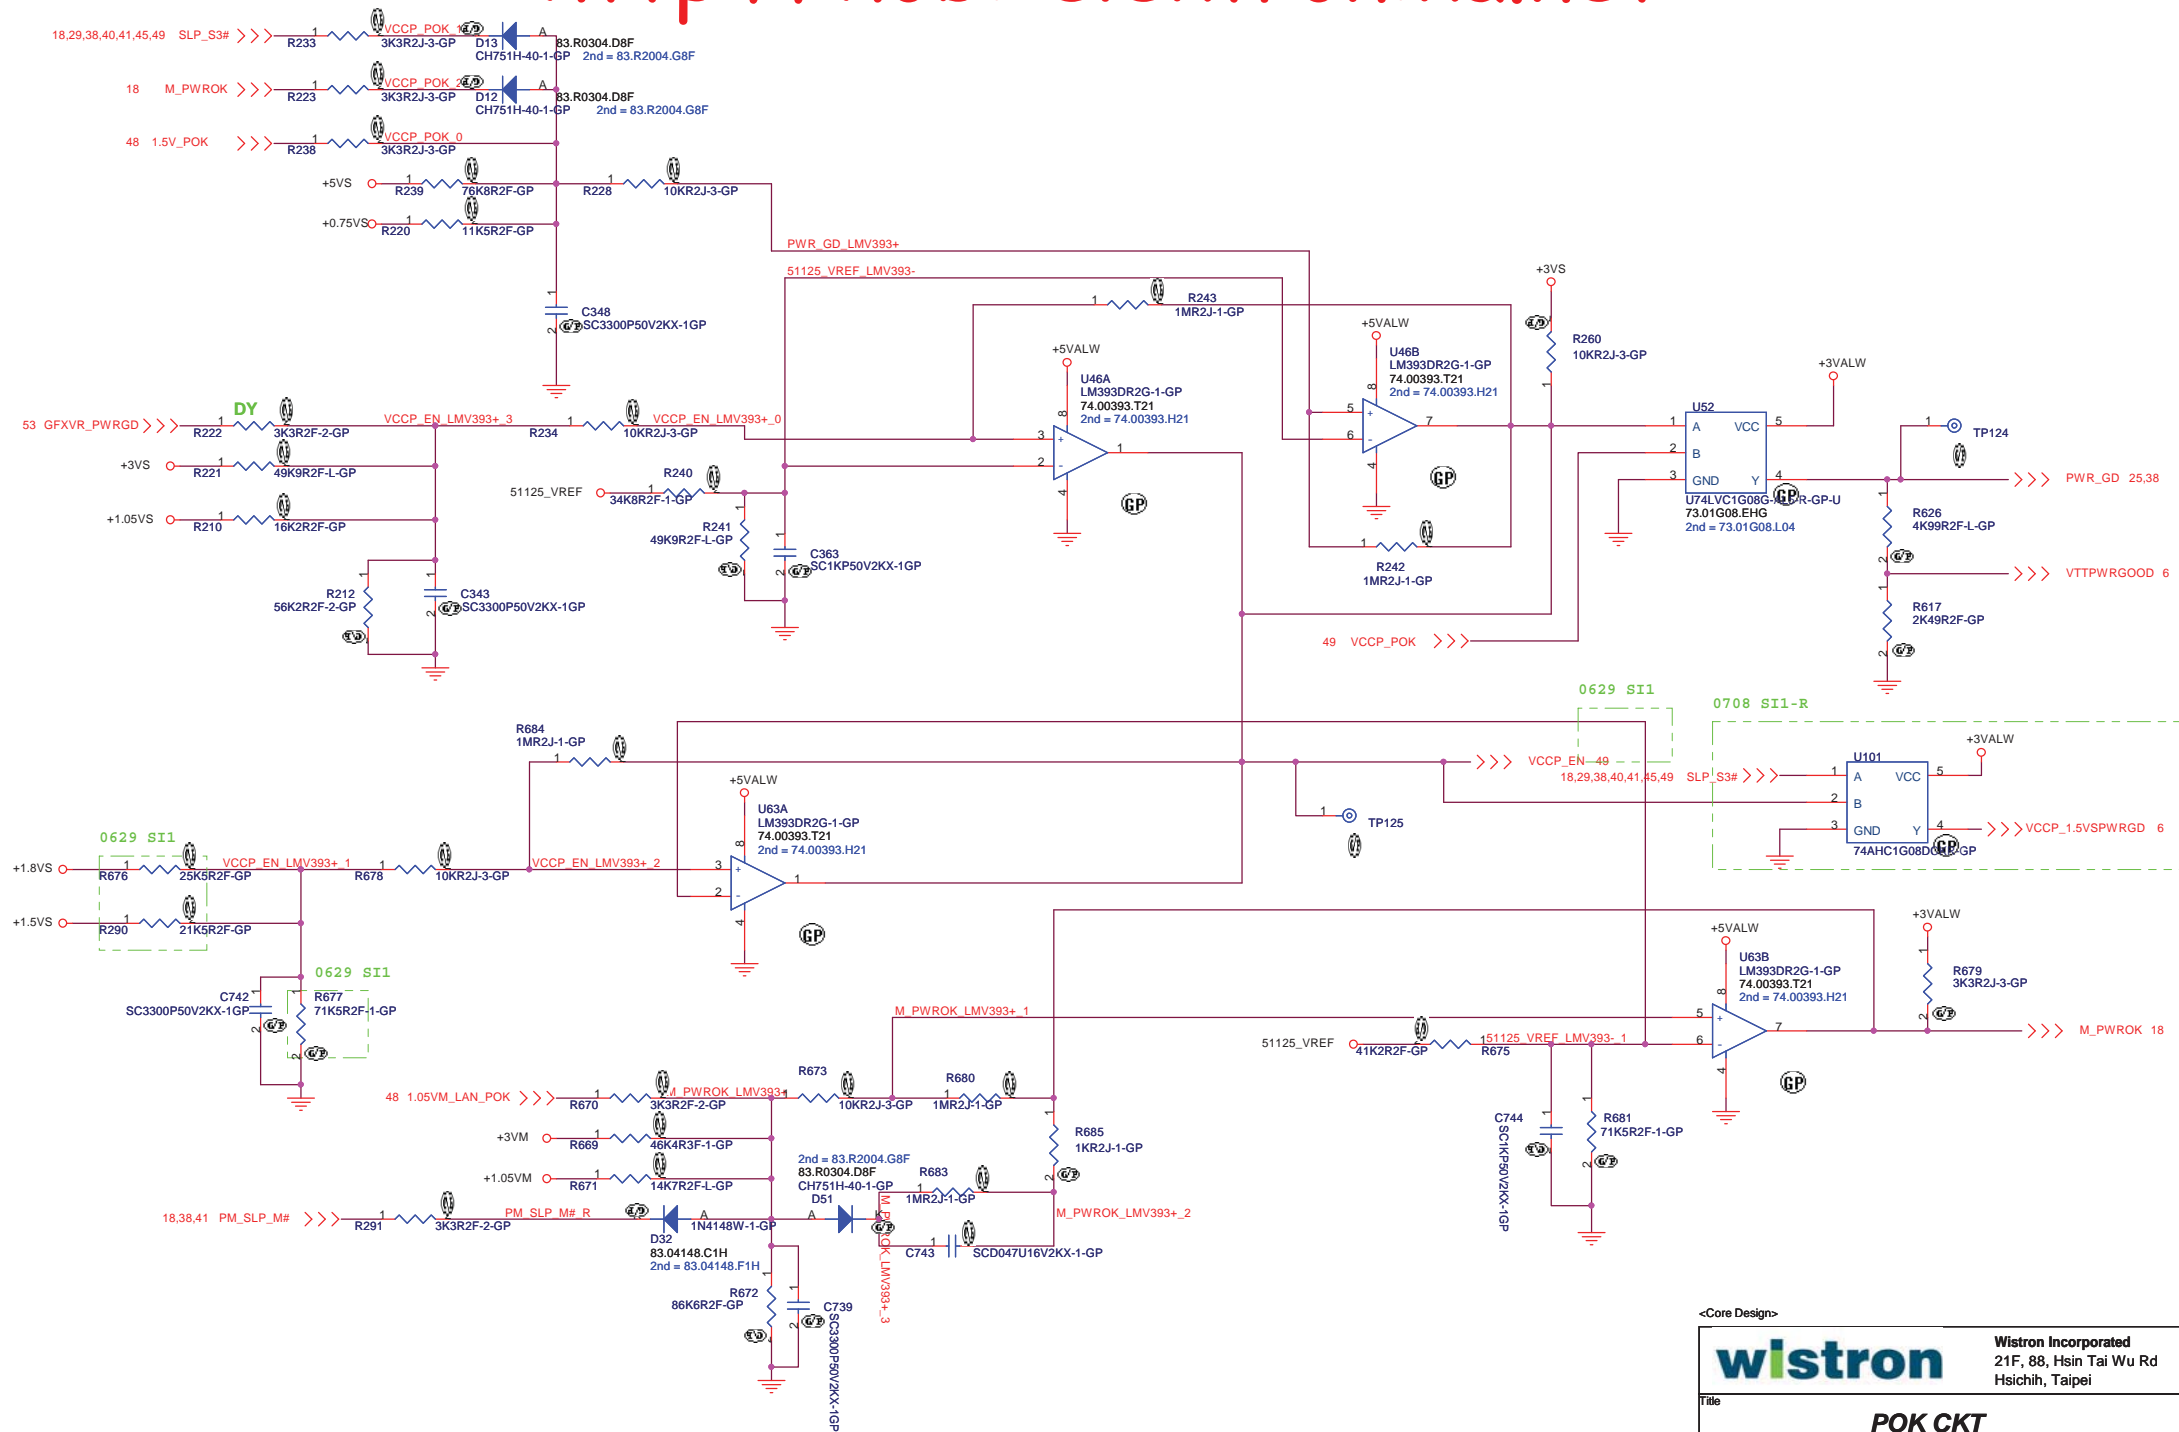 18,29,38,40,41,45,49 SLP_S3#
R233
3K3R2J-3-GP
D13
CH751H-40-1-GP
83.R0304.D8F
2nd = 83.R2004.G8F
18 M_PWROK
R223
3K3R2J-3-GP
D12
CH751H-40-1-GP
83.R0304.D8F
2nd = 83.R2004.G8F
48 1.5V_POK
R238
VCCP_POK_0
3K3R2J-3-GP
+5VS
R239
76K8R2F-GP
R228
10KR2J-3-GP
+0.75VS
R220
11K5R2F-GP
PWR_GD_LMV393+
51125_VREF_LMV393-
C348
SC3300P50V2KX-1GP
R243
1MR2J-1-GP
+3VS
R260
10KR2J-3-GP
+5VALW
U46A
LM393DR2G-1-GP
74.00393.T21
2nd = 74.00393.H21
+5VALW
U46B
LM393DR2G-1-GP
74.00393.T21
2nd = 74.00393.H21
+3VALW
U52
A VCC
B
GND Y
73.01G08.EHG
2nd = 73.01G08.L04
TP124
PWR_GD 25,38
R626
4K99R2F-L-GP
VTTPWRGOOD 6
R617
2K49R2F-GP
53 GFXVR_PWRGD
DY
R222
3K3R2F-2-GP
VCCP_EN_LMV393+_3
R234
10KR2J-3-GP
VCCP_EN_LMV393+_0
+3VS
R221
49K9R2F-L-GP
+1.05VS
R210
16K2R2F-GP
51125_VREF
R240
34K8R2F-1-GP
R241
49K9R2F-L-GP
C363
SC1KP50V2KX-1GP
R242
1MR2J-1-GP
R212
56K2R2F-2-GP
C343
SC3300P50V2KX-1GP
49 VCCP_POK
0629 SI1
0708 SI1-R
R684
1MR2J-1-GP
VCCP_EN 49
18,29,38,40,41,45,49 SLP_S3#
+3VALW
U101
A VCC
B
GND Y
VCCP_1.5VSPWRGD 6
TP125
+5VALW
U63A
LM393DR2G-1-GP
74.00393.T21
2nd = 74.00393.H21
0629 SI1
+1.8VS
R676
25K5R2F-GP
VCCP_EN_LMV393+_1
R678
10KR2J-3-GP
VCCP_EN_LMV393+_2
+1.5VS
R290
21K5R2F-GP
0629 SI1
C742
SC3300P50V2KX-1GP
R677
71K5R2F-1-GP
+5VALW
U63B
LM393DR2G-1-GP
74.00393.T21
2nd = 74.00393.H21
+3VALW
R679
3K3R2J-3-GP
M_PWROK 18
M_PWROK_LMV393+_1
51125_VREF
41K2R2F-GP
R675
51125_VREF_LMV393-_1
C744
SC1KP50V2KX-1GP
R681
71K5R2F-1-GP
48 1.05VM_LAN_POK
R670
3K3R2F-2-GP
M_PWROK_LMV393+
R673
10KR2J-3-GP
R680
1MR2J-1-GP
+3VM
R669
46K4R3F-1-GP
R685
1KR2J-1-GP
+1.05VM
R671
14K7R2F-L-GP
2nd = 83.R2004.G8F
83.R0304.D8F
CH751H-40-1-GP
D51
R683
1MR2J-1-GP
18,38,41 PM_SLP_M#
R291
3K3R2F-2-GP
PM_SLP_M#_R
D32
1N4148W-1-GP
83.04148.C1H
2nd = 83.04148.F1H
M_PWROK_LMV393+_2
M_PWROK_LMV393+_3
C743
SCD047U16V2KX-1-GP
R672
86K6R2F-GP
C739
SC3300P50V2KX-1GP
<Core Design>
wistron
Wistron Incorporated
21F, 88, Hsin Tai Wu Rd
Hsichih, Taipei
Title
POK CKT